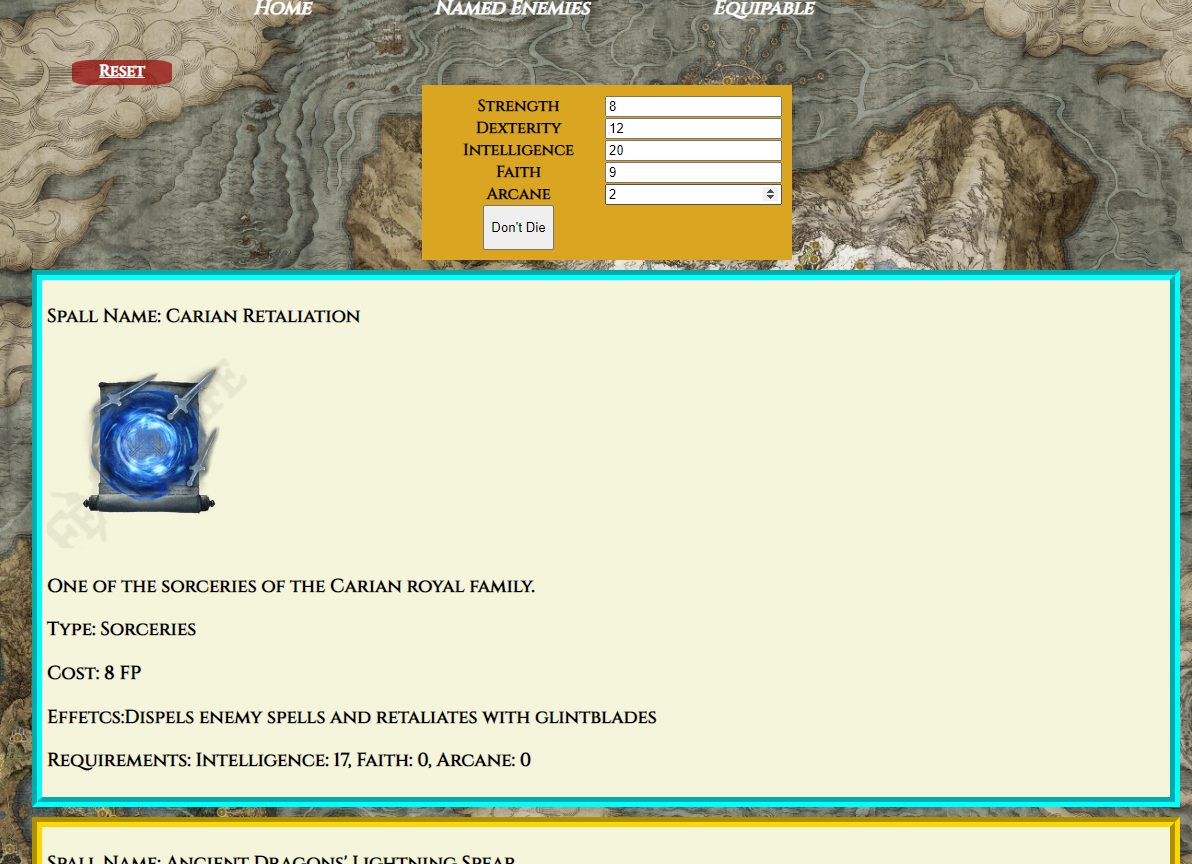 Home Named Enemies Equipable
Reset
Strength 8
Dexterity 12
Intelligence 20
Faith 9
Arcane 2
Don't Die
Spall Name: Carian Retaliation
One of the sorceries of the Carian royal family.
Type: Sorceries
Cost: 8 FP
Effetcs:Dispels enemy spells and retaliates with glintblades
Requirements: Intelligence: 17, Faith: 0, Arcane: 0
Spall Name: Ancient Dragons' Lightning Spear